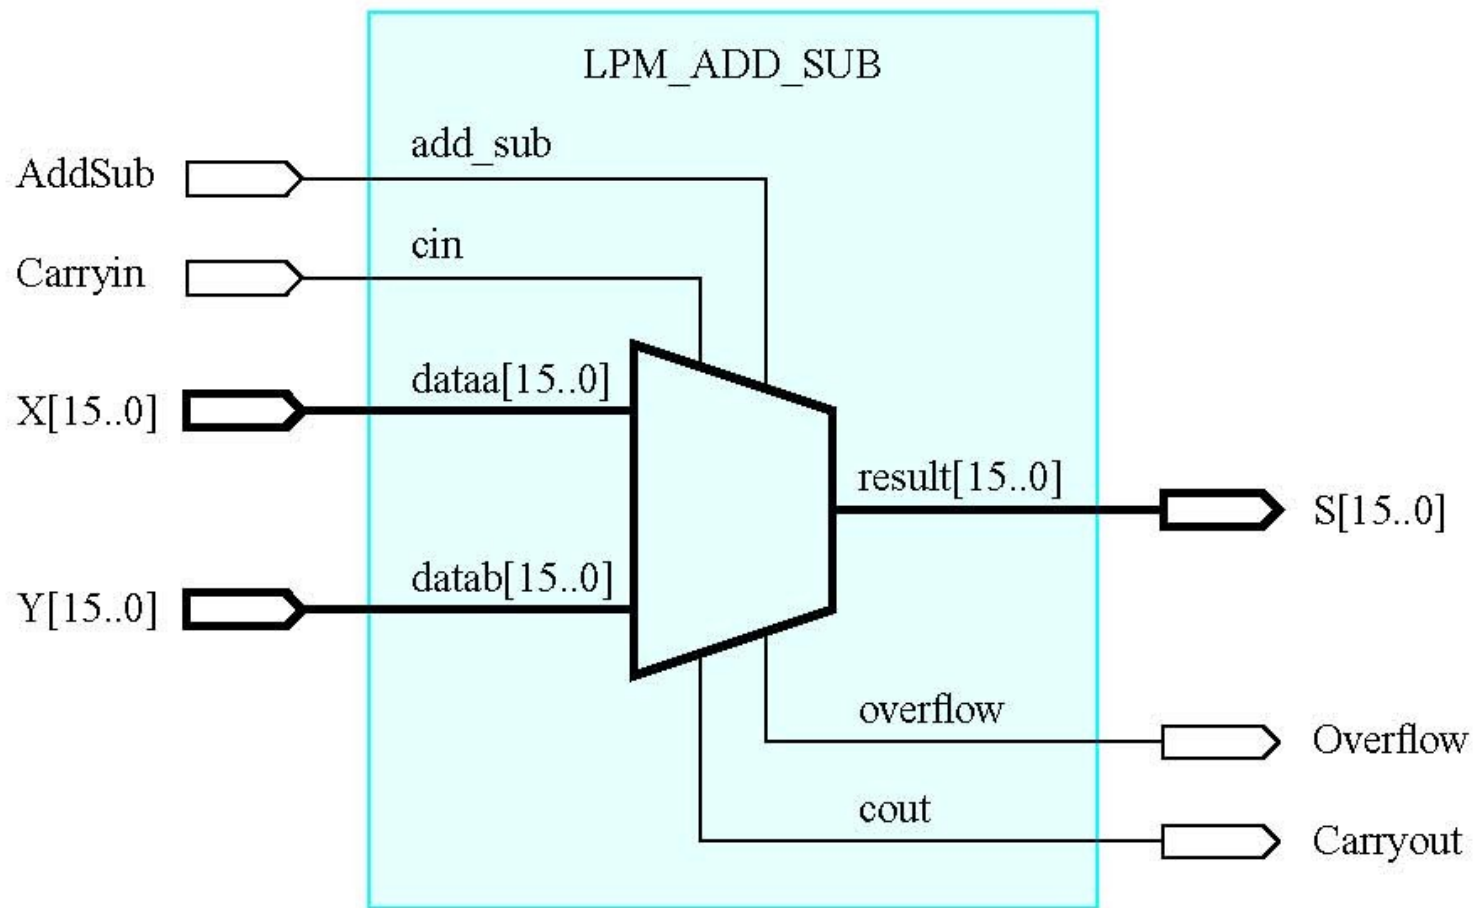 LPM_ADD_SUB
AddSub
add_sub
Carryin
cin
X[15..0]
dataa[15..0]
result[15..0]
S[15..0]
Y[15..0]
datab[15..0]
overflow
Overflow
cout
Carryout